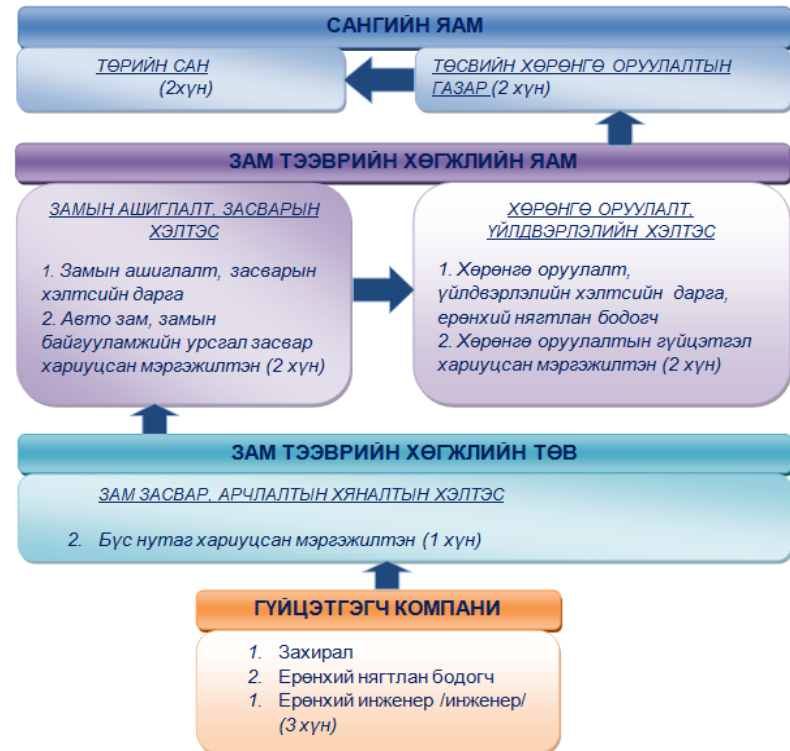 САНГИЙН ЯАМ
ТӨРИЙН САН
(2хүн)
ТӨСВИЙН ХӨРӨНГӨ ОРУУЛАЛТЫН
ГАЗАР (2 хүн)
ЗАМ ТЭЭВРИЙН ХӨГЖЛИЙН ЯАМ
ЗАМЫН АШИГЛАЛТ, ЗАСВАРЫН
ХЭЛТЭС
1. Замын ашиглалт, засварын
хэлтсийн дарга
2. Авто зам, замын
байгууламжийн урсгал засвар
хариуцсан мэргэжилтэн (2 хүн)
ХӨРӨНГӨ ОРУУЛАЛТ,
ҮЙЛДВЭРЛЭЛИЙН ХЭЛТЭС
1. Хөрөнгө оруулалт,
үйлдвэрлэлийн хэлтсийн дарга,
ерөнхий нягтлан бодогч
2. Хөрөнгө оруулалтын гүйцэтгэл
хариуцсан мэргэжилтэн (2 хүн)
ЗАМ ТЭЭВРИЙН ХӨГЖЛИЙН ТӨВ
ЗАМ ЗАСВАР, АРЧЛАЛТЫН ХЯНАЛТЫН ХЭЛТЭС
2. Бүс нутаг хариуцсан мэргэжилтэн (1 хүн)
ГҮЙЦЭТГЭГЧ КОМПАНИ
1. Захирал
2. Ерөнхий нягтлан бодогч
1. Ерөнхий инженер /инженер/
(3 хүн)